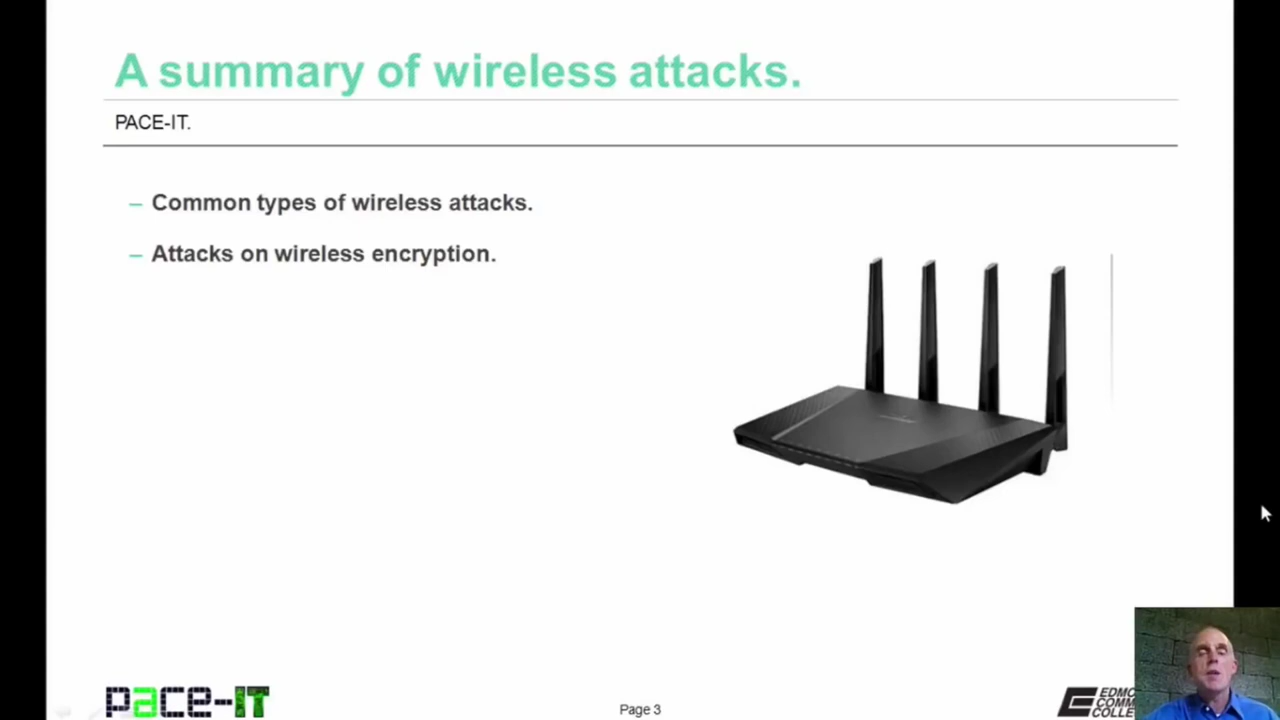 A summary of wireless attacks.
PACE-IT.
– Common types of wireless attacks.
– Attacks on wireless encryption.
pace-IT
Page 3